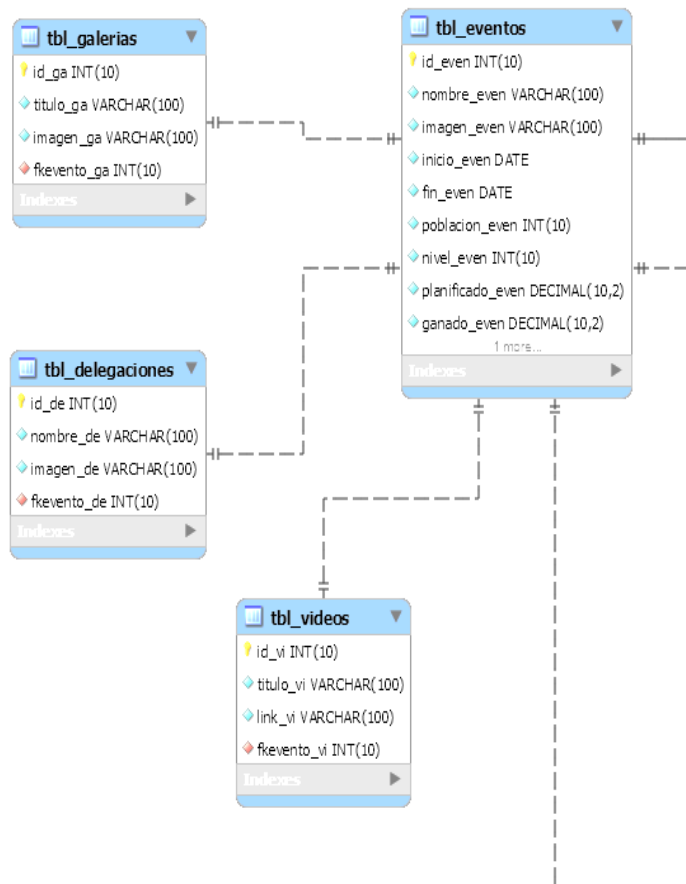 tbl_galerias
id_ga INT(10)
titulo_ga VARCHAR(100)
imagen_ga VARCHAR(100)
fkevento_ga INT(10)
Indexes
tbl_eventos
id_even INT(10)
nombre_even VARCHAR(100)
imagen_even VARCHAR(100)
inicio_even DATE
fin_even DATE
poblacion_even INT(10)
nivel_even INT(10)
planificado_even DECIMAL(10,2)
ganado_even DECIMAL(10,2)
1 more...
Indexes
tbl_delegaciones
id_de INT(10)
nombre_de VARCHAR(100)
imagen_de VARCHAR(100)
fkevento_de INT(10)
Indexes
tbl_videos
id_vi INT(10)
titulo_vi VARCHAR(100)
link_vi VARCHAR(100)
fkevento_vi INT(10)
Indexes